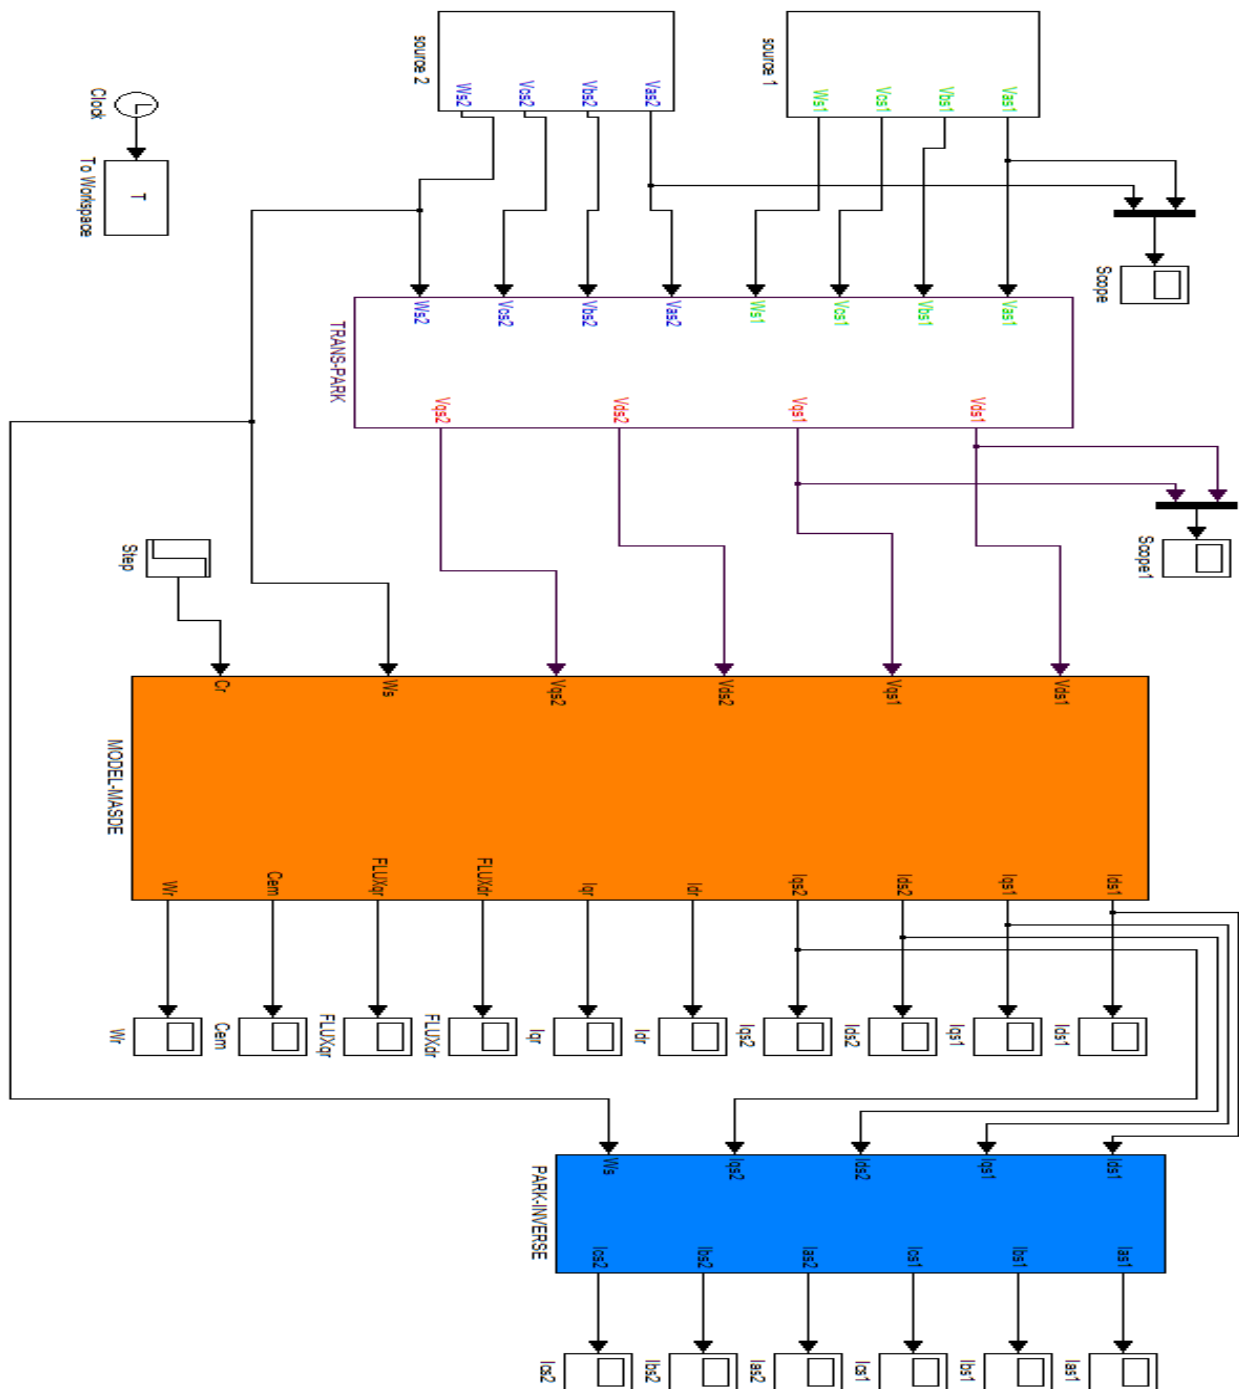 source 1
Vas1
Vbs1
Vcs1
Ws1
source 2
Vas2
Vbs2
Vcs2
Ws2
Clock
T
To Workspace
Scope
Vas1
Vbs1
Vcs1
Ws1
Vas2
Vbs2
Vcs2
Ws2
Vds1
Vqs1
Vds2
Vqs2
TRANS-PARK
Scope1
Step
Vds1
Vqs1
Vds2
Vqs2
Ws
Cr
Ids1
Iqs1
Ids2
Iqs2
Idr
Iqr
FLUXdr
FLUXqr
Cem
Wr
MODEL-MASDE
Ids1
Iqs1
Ids2
Iqs2
Idr
Iqr
FLUXdr
FLUXqr
Cem
Wr
Ids1
Iqs1
Ids2
Iqs2
Ws
Ias1
Ibs1
Ics1
Ias2
Ibs2
Ics2
PARK-INVERSE
Ias1
Ibs1
Ics1
Ias2
Ibs2
Ics2